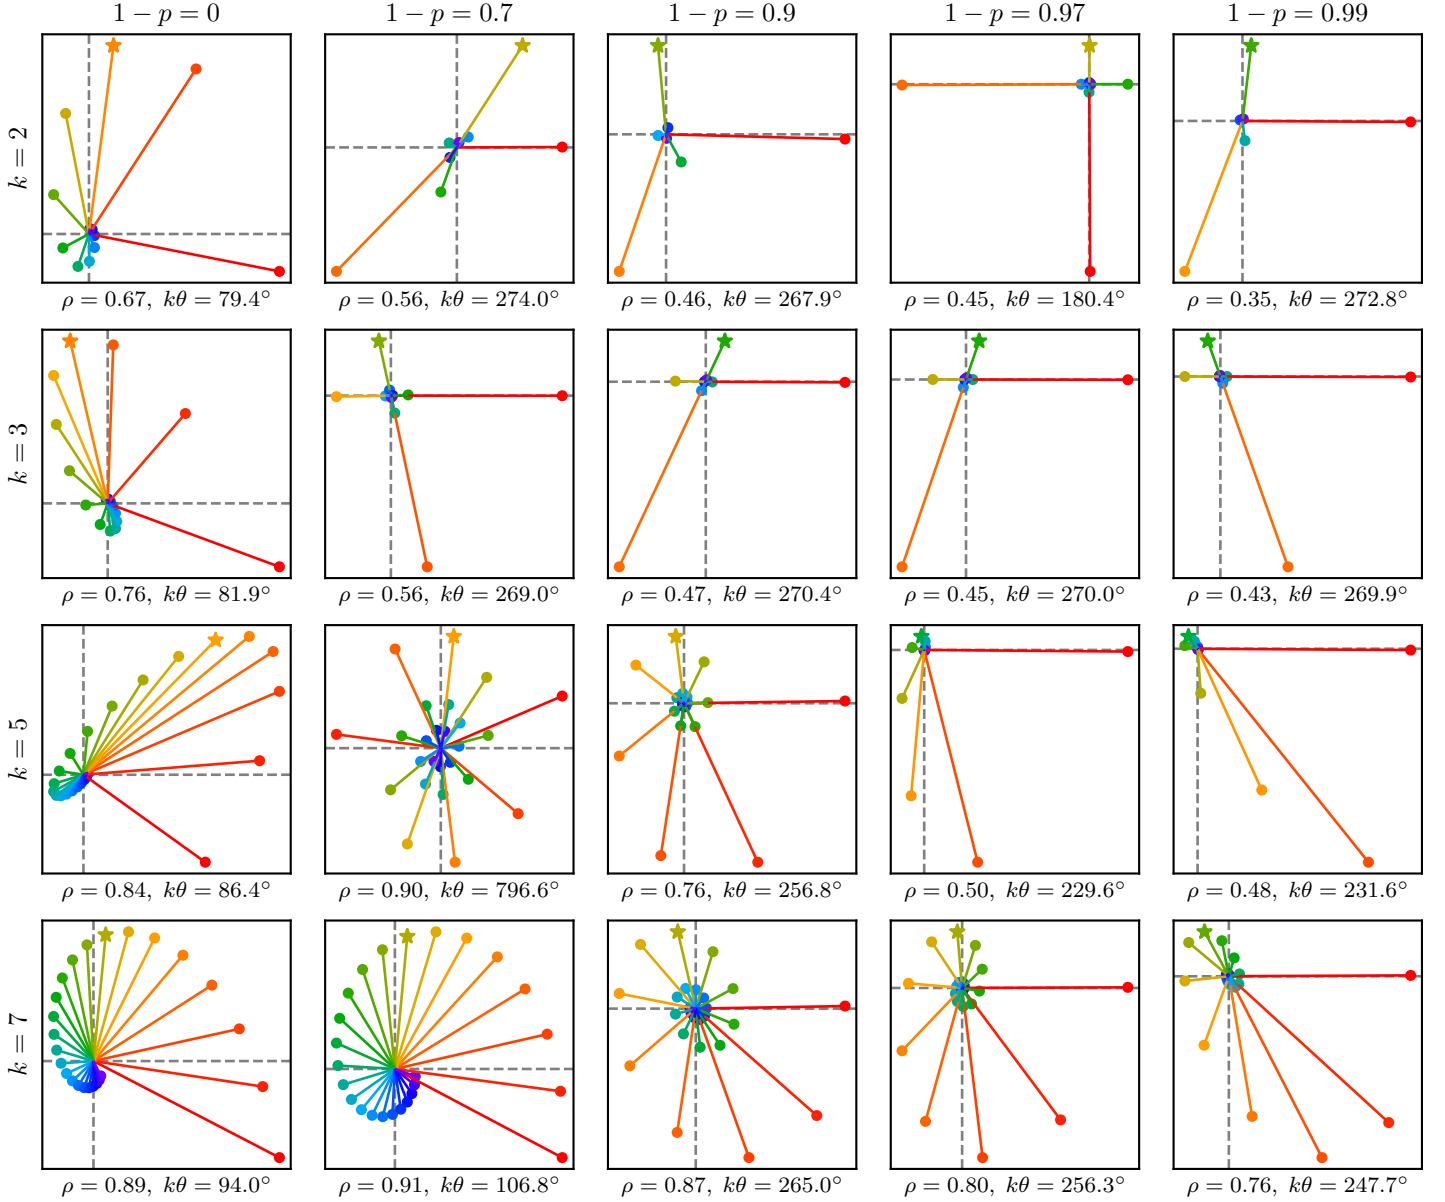 1 − p = 0 1 − p = 0.7 1 − p = 0.9 1 − p = 0.97 1 − p = 0.99
k = 2
ρ = 0.67, kθ = 79.4° ρ = 0.56, kθ = 274.0° ρ = 0.46, kθ = 267.9° ρ = 0.45, kθ = 180.4° ρ = 0.35, kθ = 272.8°
k = 3
ρ = 0.76, kθ = 81.9° ρ = 0.56, kθ = 269.0° ρ = 0.47, kθ = 270.4° ρ = 0.45, kθ = 270.0° ρ = 0.43, kθ = 269.9°
k = 5
ρ = 0.84, kθ = 86.4° ρ = 0.90, kθ = 796.6° ρ = 0.76, kθ = 256.8° ρ = 0.50, kθ = 229.6° ρ = 0.48, kθ = 231.6°
k = 7
ρ = 0.89, kθ = 94.0° ρ = 0.91, kθ = 106.8° ρ = 0.87, kθ = 265.0° ρ = 0.80, kθ = 256.3° ρ = 0.76, kθ = 247.7°